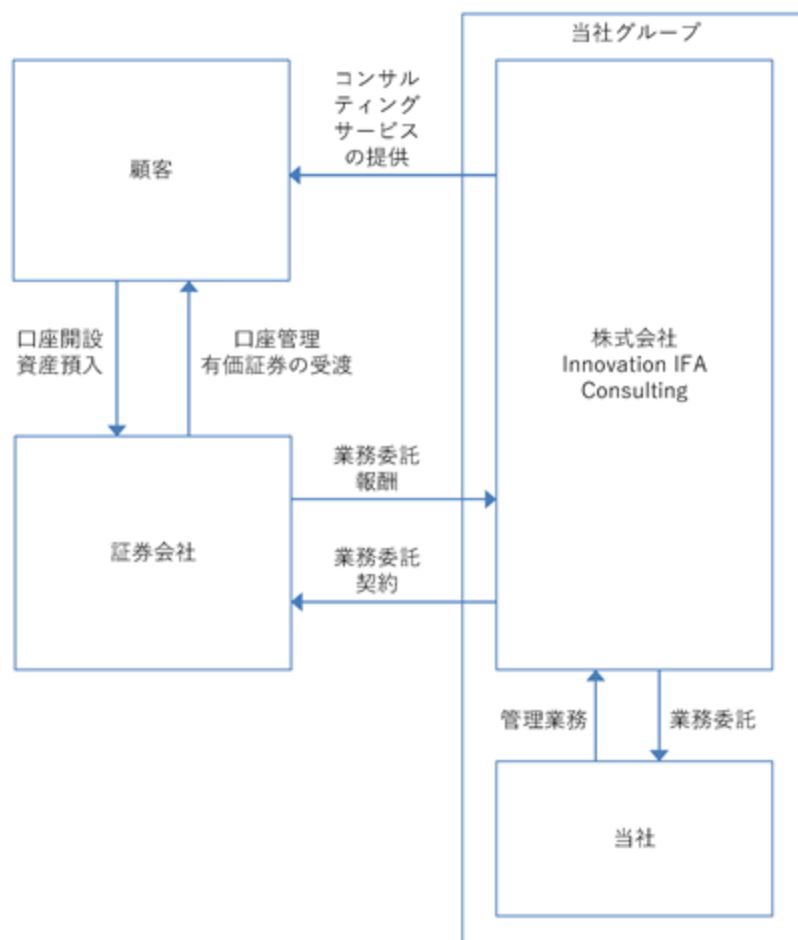 当社グループ
コンサル
ティング
サービス
の提供
顧客
口座開設
資産預入
口座管理
有価証券の受渡
株式会社
Innovation IFA
Consulting
業務委託
報酬
証券会社
業務委託
契約
管理業務
業務委託
当社